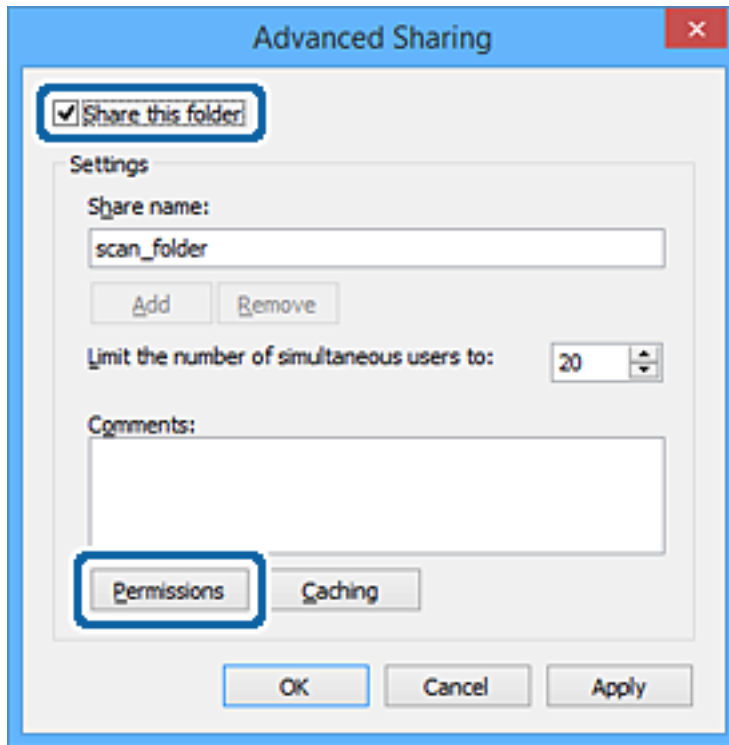 Advanced Sharing
Share this folder
Settings
Share name:
scan_folder
Add Remove
Limit the number of simultaneous users to: 20
Comments:
Permissions Caching
OK Cancel Apply